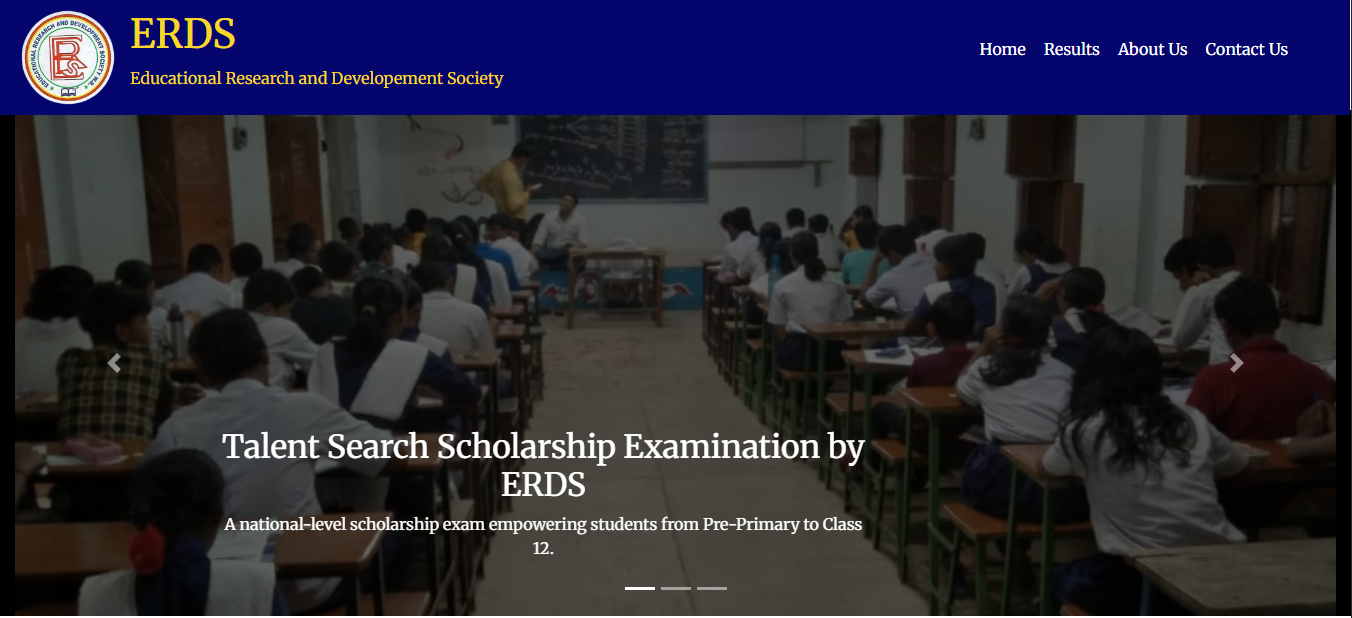 ERDS
Educational Research and Developement Society
EDUCATIONAL RESEARCH AND DEVELOPMENT SOCIETY W.B.
ERDS
Home Results About Us Contact Us
Talent Search Scholarship Examination by
ERDS
A national-level scholarship exam empowering students from Pre-Primary to Class
12.